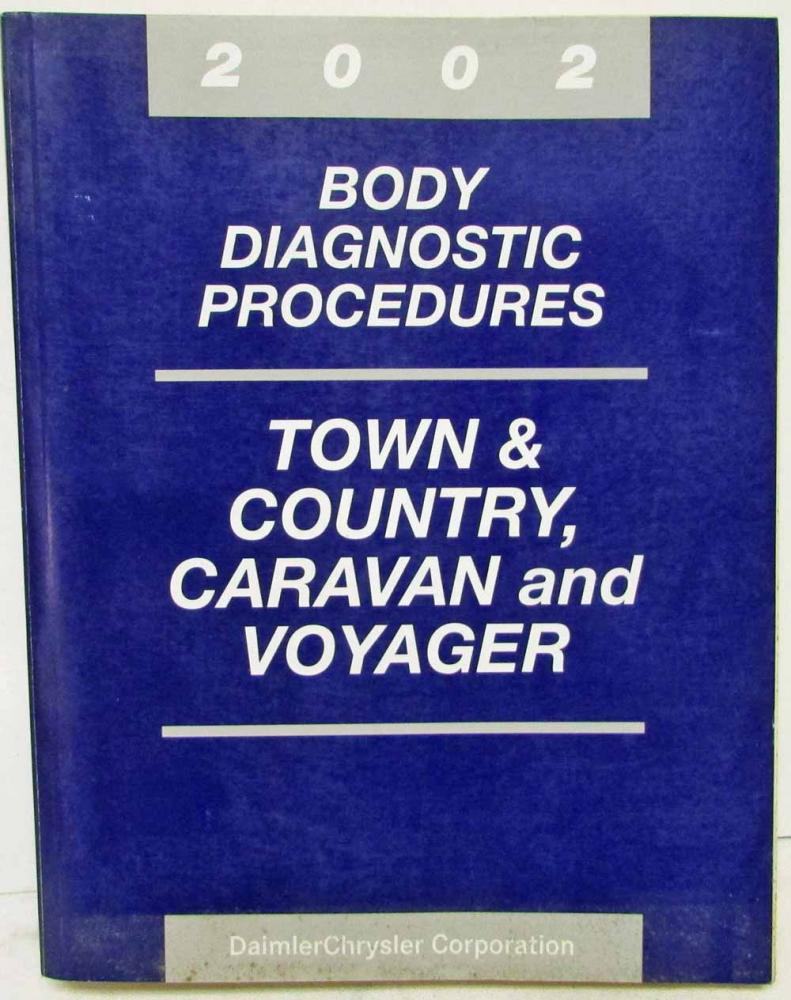 2 0 0 2
BODY
DIAGNOSTIC
PROCEDURES
TOWN &
COUNTRY,
CARAVAN and
VOYAGER
DaimlerChrysler Corporation